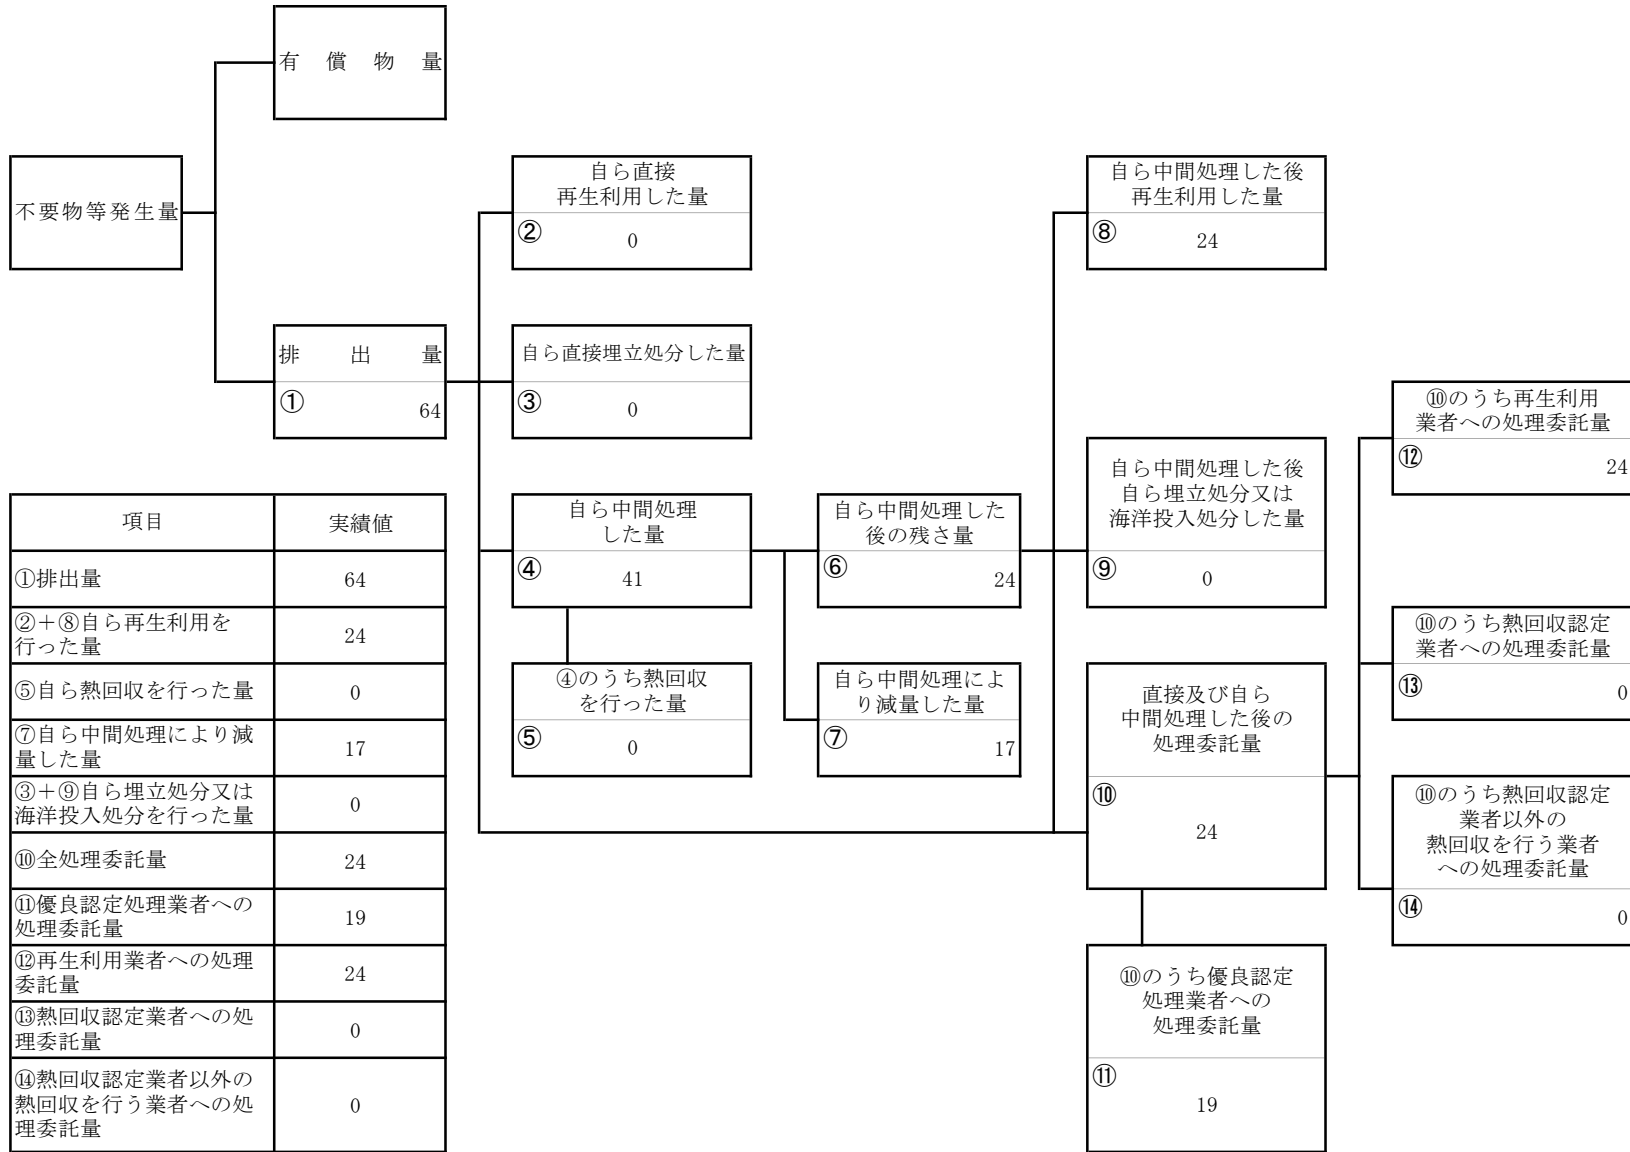 有償物量
不要物等発生量
排出量
①
64
自ら直接
再生利用した量
②
0
自ら直接埋立処分した量
③
0
自ら中間処理
した量
④
41
④のうち熱回収
を行った量
⑤
0
自ら中間処理した
後の残さ量
⑥
24
自ら中間処理によ
り減量した量
⑦
17
自ら中間処理した後
再生利用した量
⑧
24
自ら中間処理した後
自ら埋立処分又は
海洋投入処分した量
⑨
0
直接及び自ら
中間処理した後の
処理委託量
⑩
24
⑩のうち優良認定
処理業者への
処理委託量
⑪
19
⑩のうち再生利用
業者への処理委託量
⑫
24
⑩のうち熱回収認定
業者への処理委託量
⑬
0
⑩のうち熱回収認定
業者以外の
熱回収を行う業者
への処理委託量
⑭
0
項目 実績値
①排出量 64
②+⑧自ら再生利用を
行った量 24
⑤自ら熱回収を行った量 0
⑦自ら中間処理により減
量した量 17
③+⑨自ら埋立処分又は
海洋投入処分を行った量 0
⑩全処理委託量 24
⑪優良認定処理業者への
処理委託量 19
⑫再生利用業者への処理
委託量 24
⑬熱回収認定業者への処
理委託量 0
⑭熱回収認定業者以外の
熱回収を行う業者への処
理委託量 0